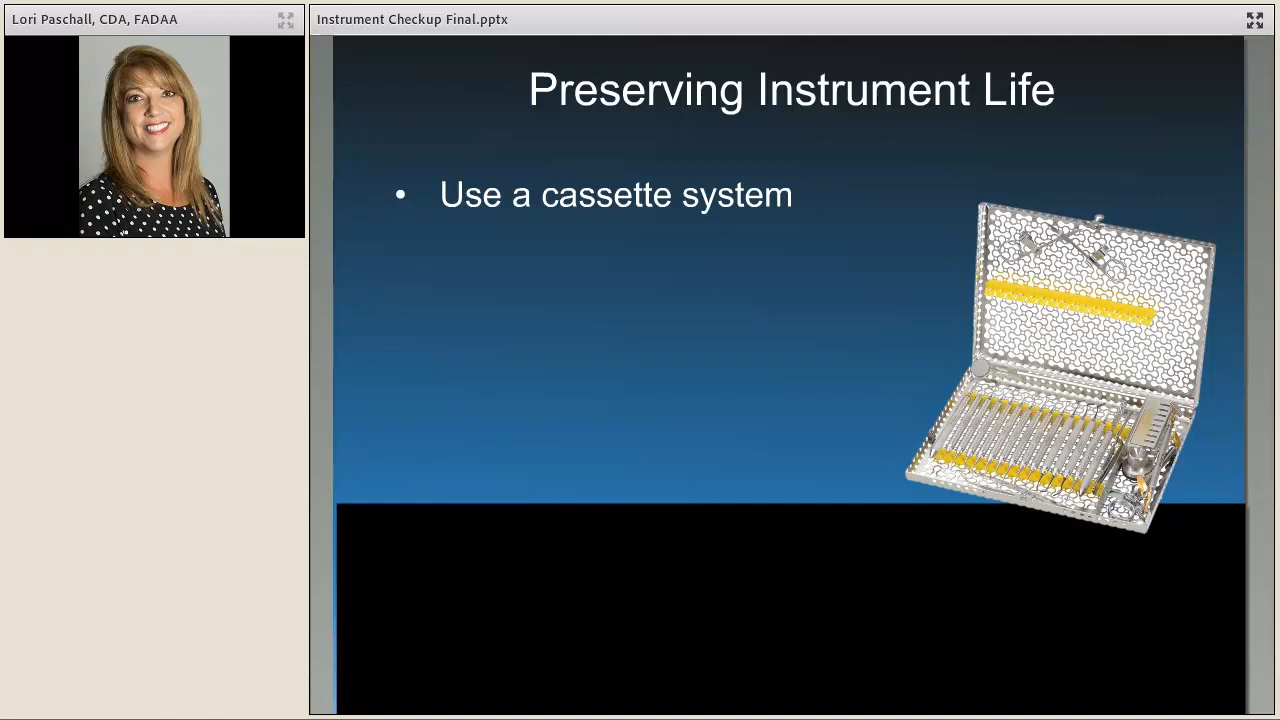 Lori Paschall, CDA, FADAA
Instrument Checkup Final.pptx
Preserving Instrument Life
• Use a cassette system